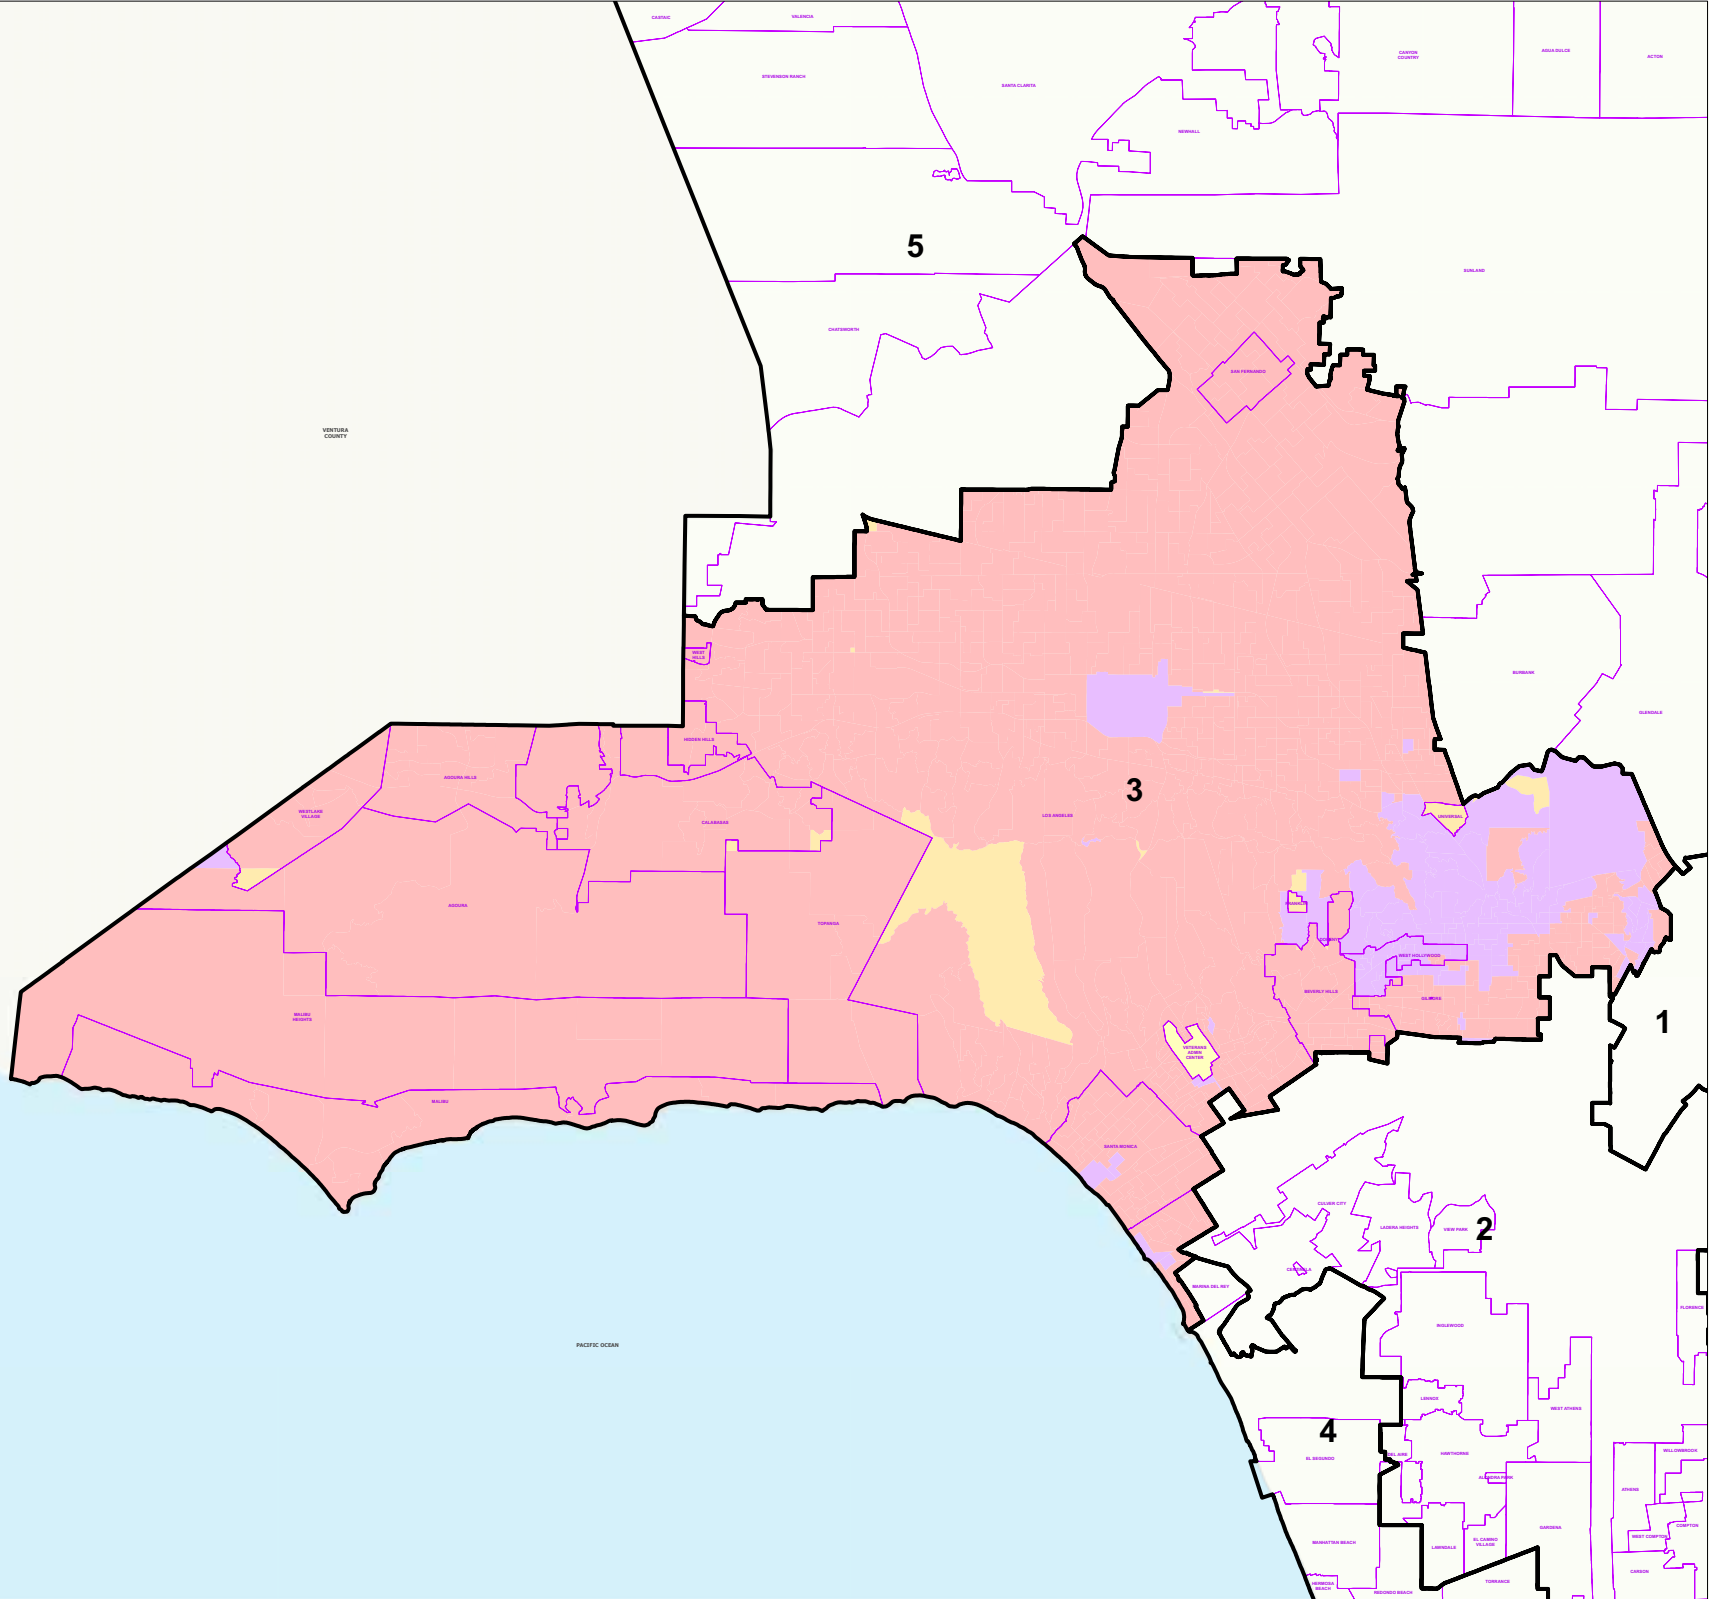 CASTAIC
VALENCIA
STEVENSON RANCH
SANTA CLARITA
CANYON
COUNTRY
AGUA DULCE
ACTON
NEWHALL
5
SUNLAND
CHATSWORTH
SAN FERNANDO
VENTURA
COUNTY
WEST
HILLS
BURBANK
GLENDALE
HIDDEN HILLS
AGOURA HILLS
3
WESTLAKE
VILLAGE
CALABASAS
LOS ANGELES
UNIVERSAL
AGOURA
FRANKLIN
TOPANGA
WEST HOLLYWOOD
BEVERLY HILLS
GILMORE
MALIBU
HEIGHTS
1
VETERANS
ADMIN
CENTER
MALIBU
SANTA MONICA
CULVER CITY
LADERA HEIGHTS
VIEW PARK
2
CENTINELA
MARINA DEL REY
FLORENCE
INGLEWOOD
PACIFIC OCEAN
LENNOX
WEST ATHENS
4
DEL AIRE
HAWTHORNE
WILLOWBROOK
EL SEGUNDO
ALONDRA PARK
ATHENS
COMPTON
GARDENA
WEST COMPTON
MANHATTAN BEACH
LAWNDALE
EL CAMINO
VILLAGE
CARSON
TORRANCE
HERMOSA
BEACH
REDONDO BEACH